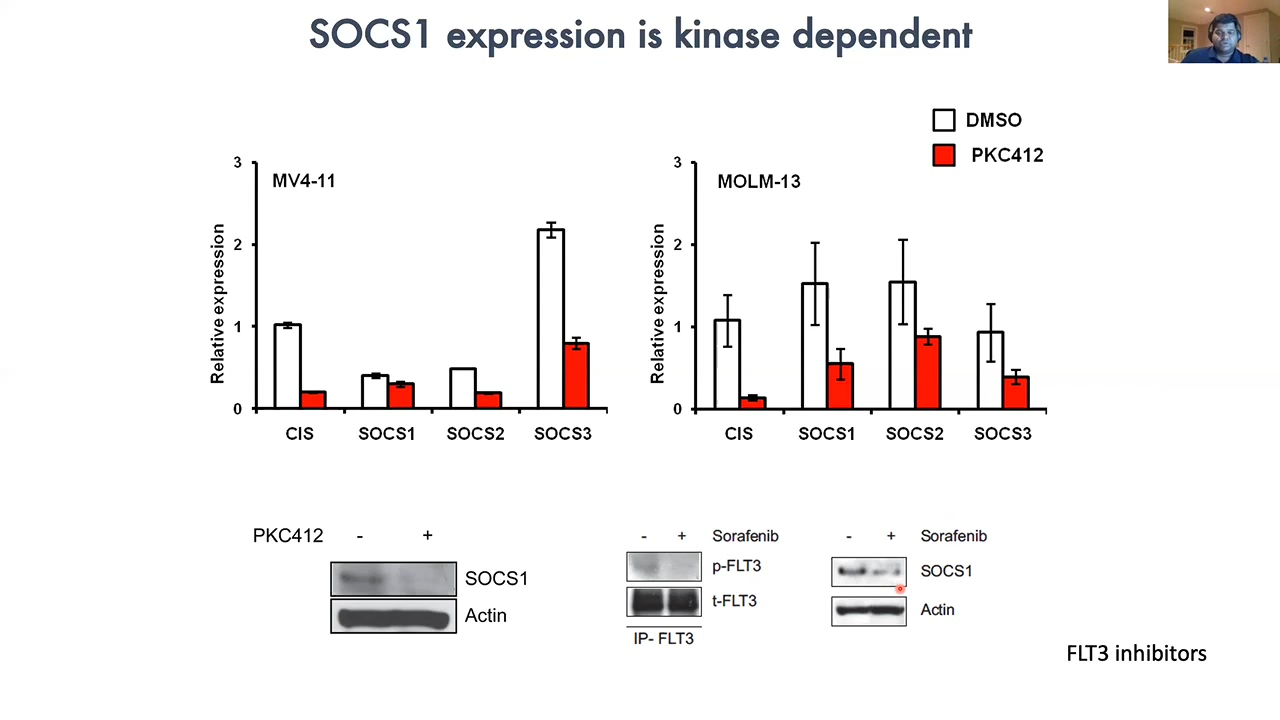 SOCS1 expression is kinase dependent
DMSO
PKC412
MV4-11
3
2
1
0
Relative expression
CIS SOCS1 SOCS2 SOCS3
MOLM-13
3
2
1
0
Relative expression
CIS SOCS1 SOCS2 SOCS3
PKC412 - +
SOCS1
Actin
- + Sorafenib
p-FLT3
t-FLT3
IP- FLT3
- + Sorafenib
SOCS1
Actin
FLT3 inhibitors